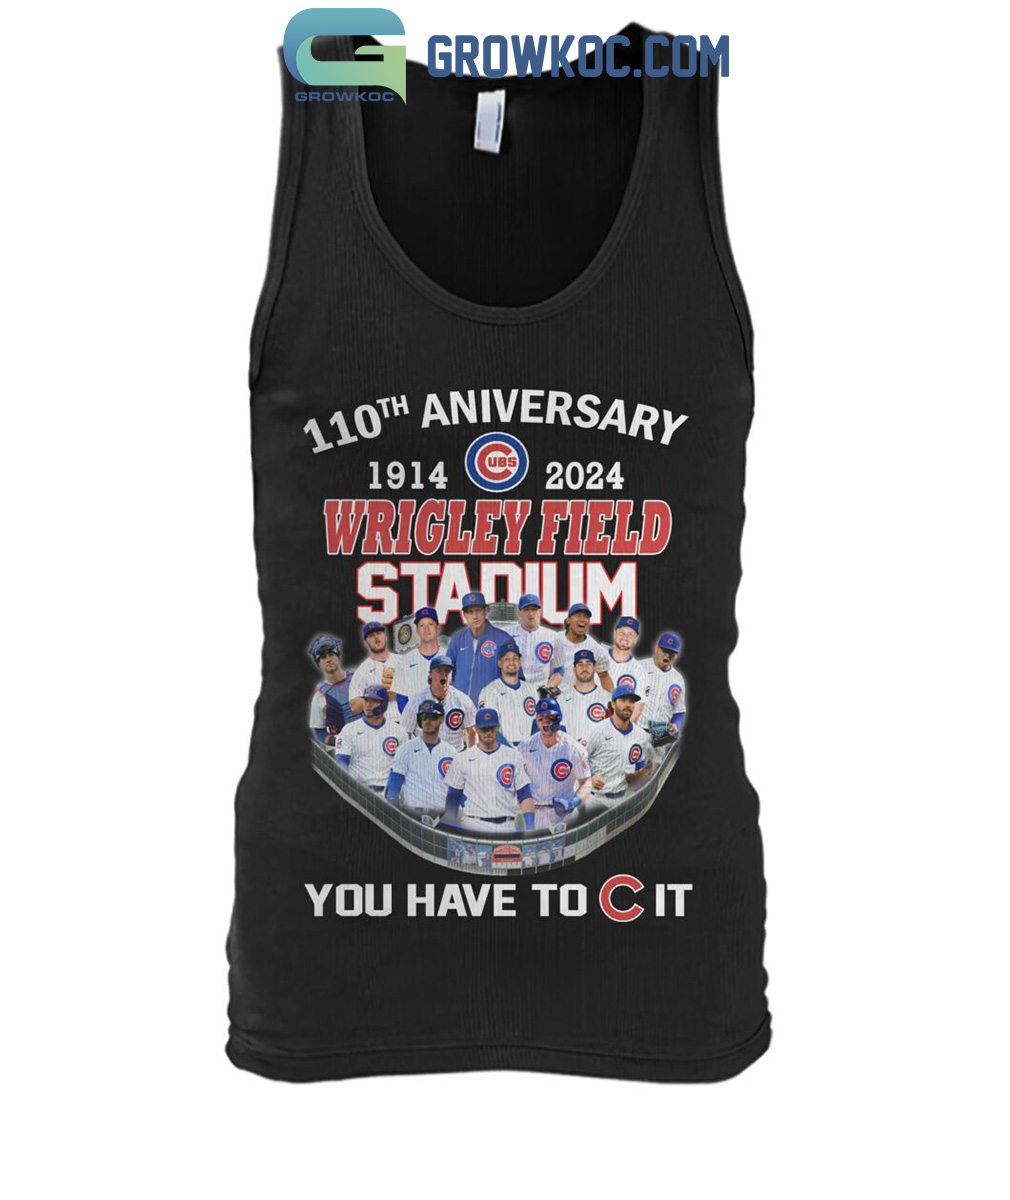 GROWKOC.COM
GROWKOC
110TH ANIVERSARY
1914 CUBS 2024
WRIGLEY FIELD
STADIUM
YOU HAVE TO C IT